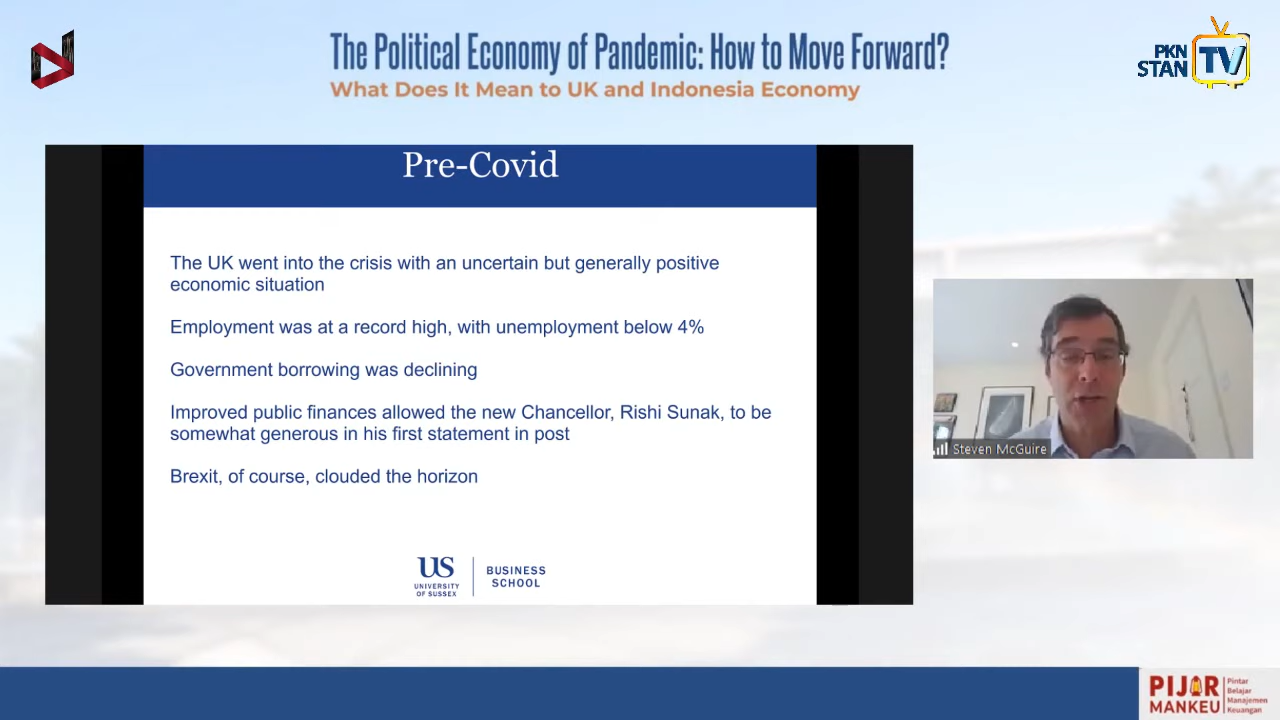 The Political Economy of Pandemic: How to Move Forward?
What Does It Mean to UK and Indonesia Economy
PKN
STAN
TV
Pre-Covid
The UK went into the crisis with an uncertain but generally positive
economic situation
Employment was at a record high, with unemployment below 4%
Government borrowing was declining
Improved public finances allowed the new Chancellor, Rishi Sunak, to be
somewhat generous in his first statement in post
Brexit, of course, clouded the horizon
US
UNIVERSITY
OF SUSSEX
BUSINESS
SCHOOL
Steven McGuire
PIJAR
MANKEU
Pintar
Belajar
Manajemen
Keuangan